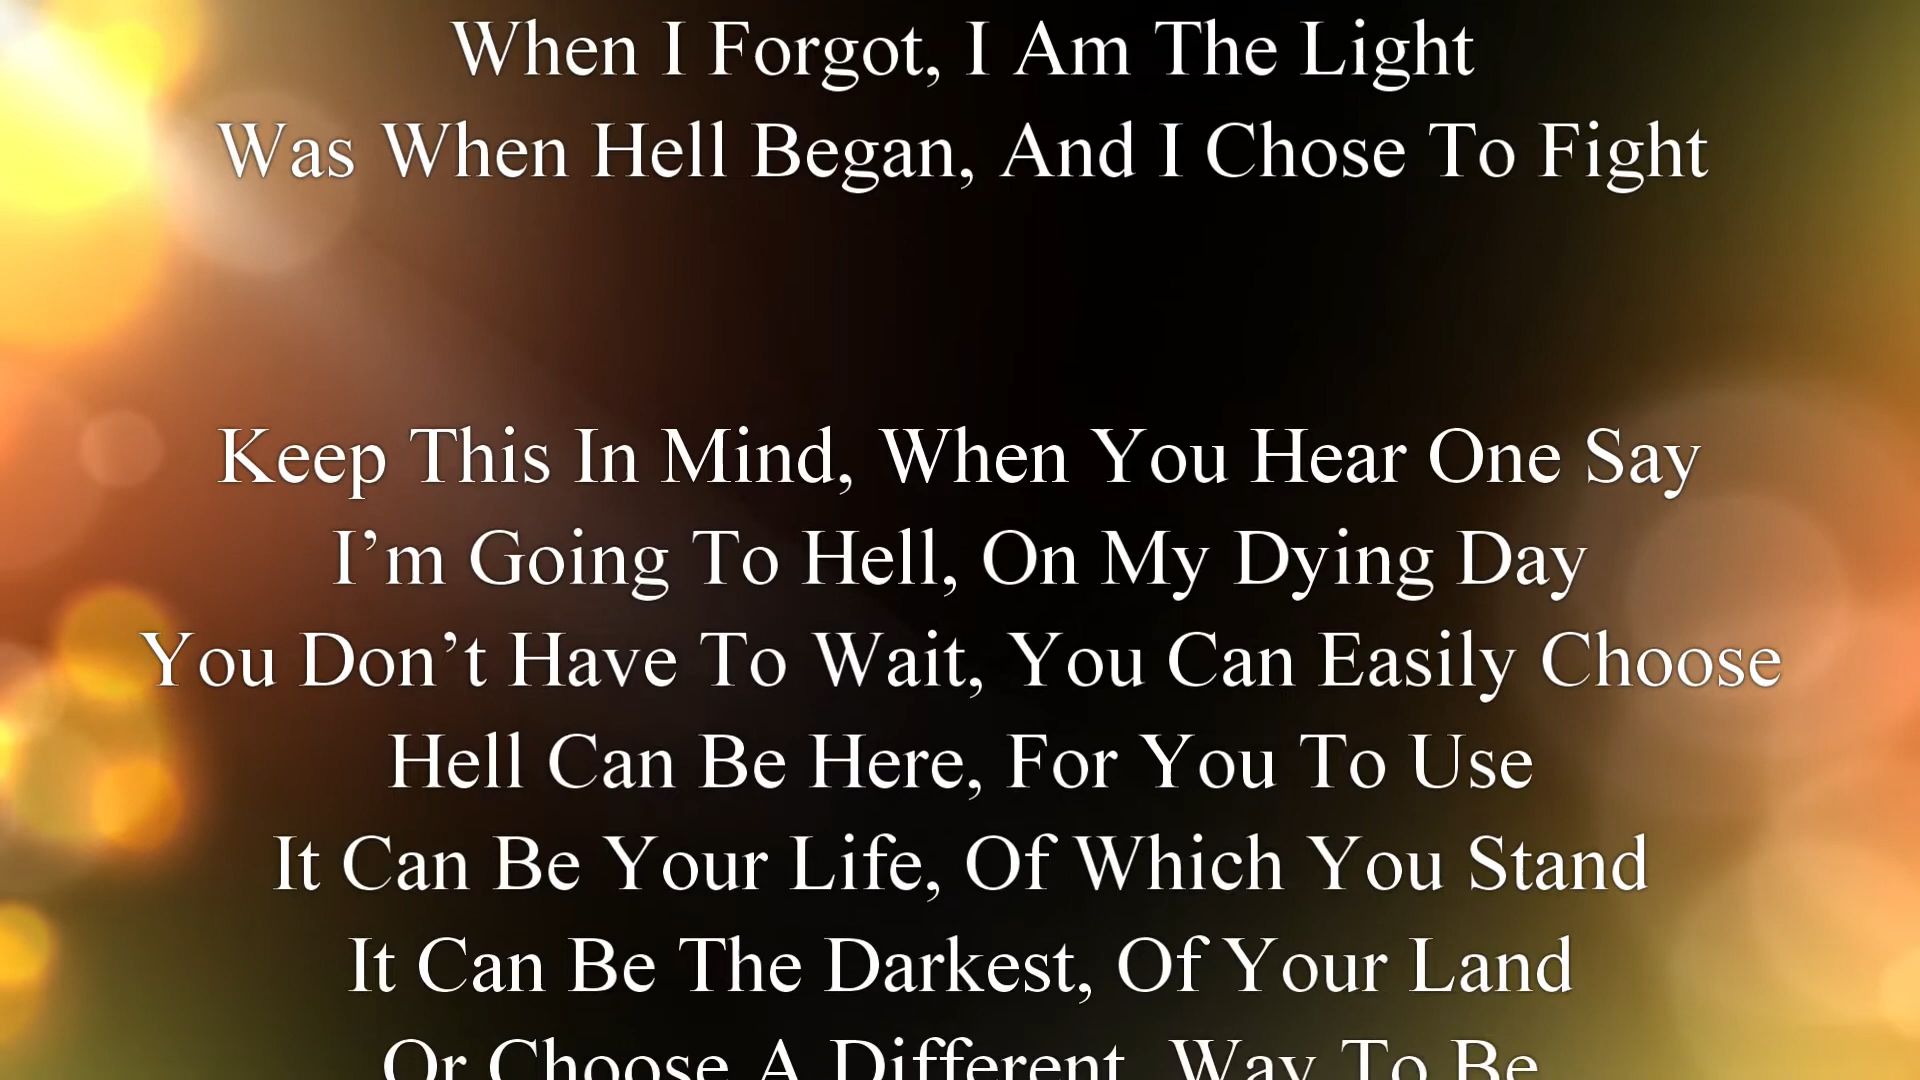 When I Forgot, I Am The Light
Was When Hell Began, And I Chose To Fight
Keep This In Mind, When You Hear One Say
I’m Going To Hell, On My Dying Day
You Don’t Have To Wait, You Can Easily Choose
Hell Can Be Here, For You To Use
It Can Be Your Life, Of Which You Stand
It Can Be The Darkest, Of Your Land
Or Choose A Different, Way To Be